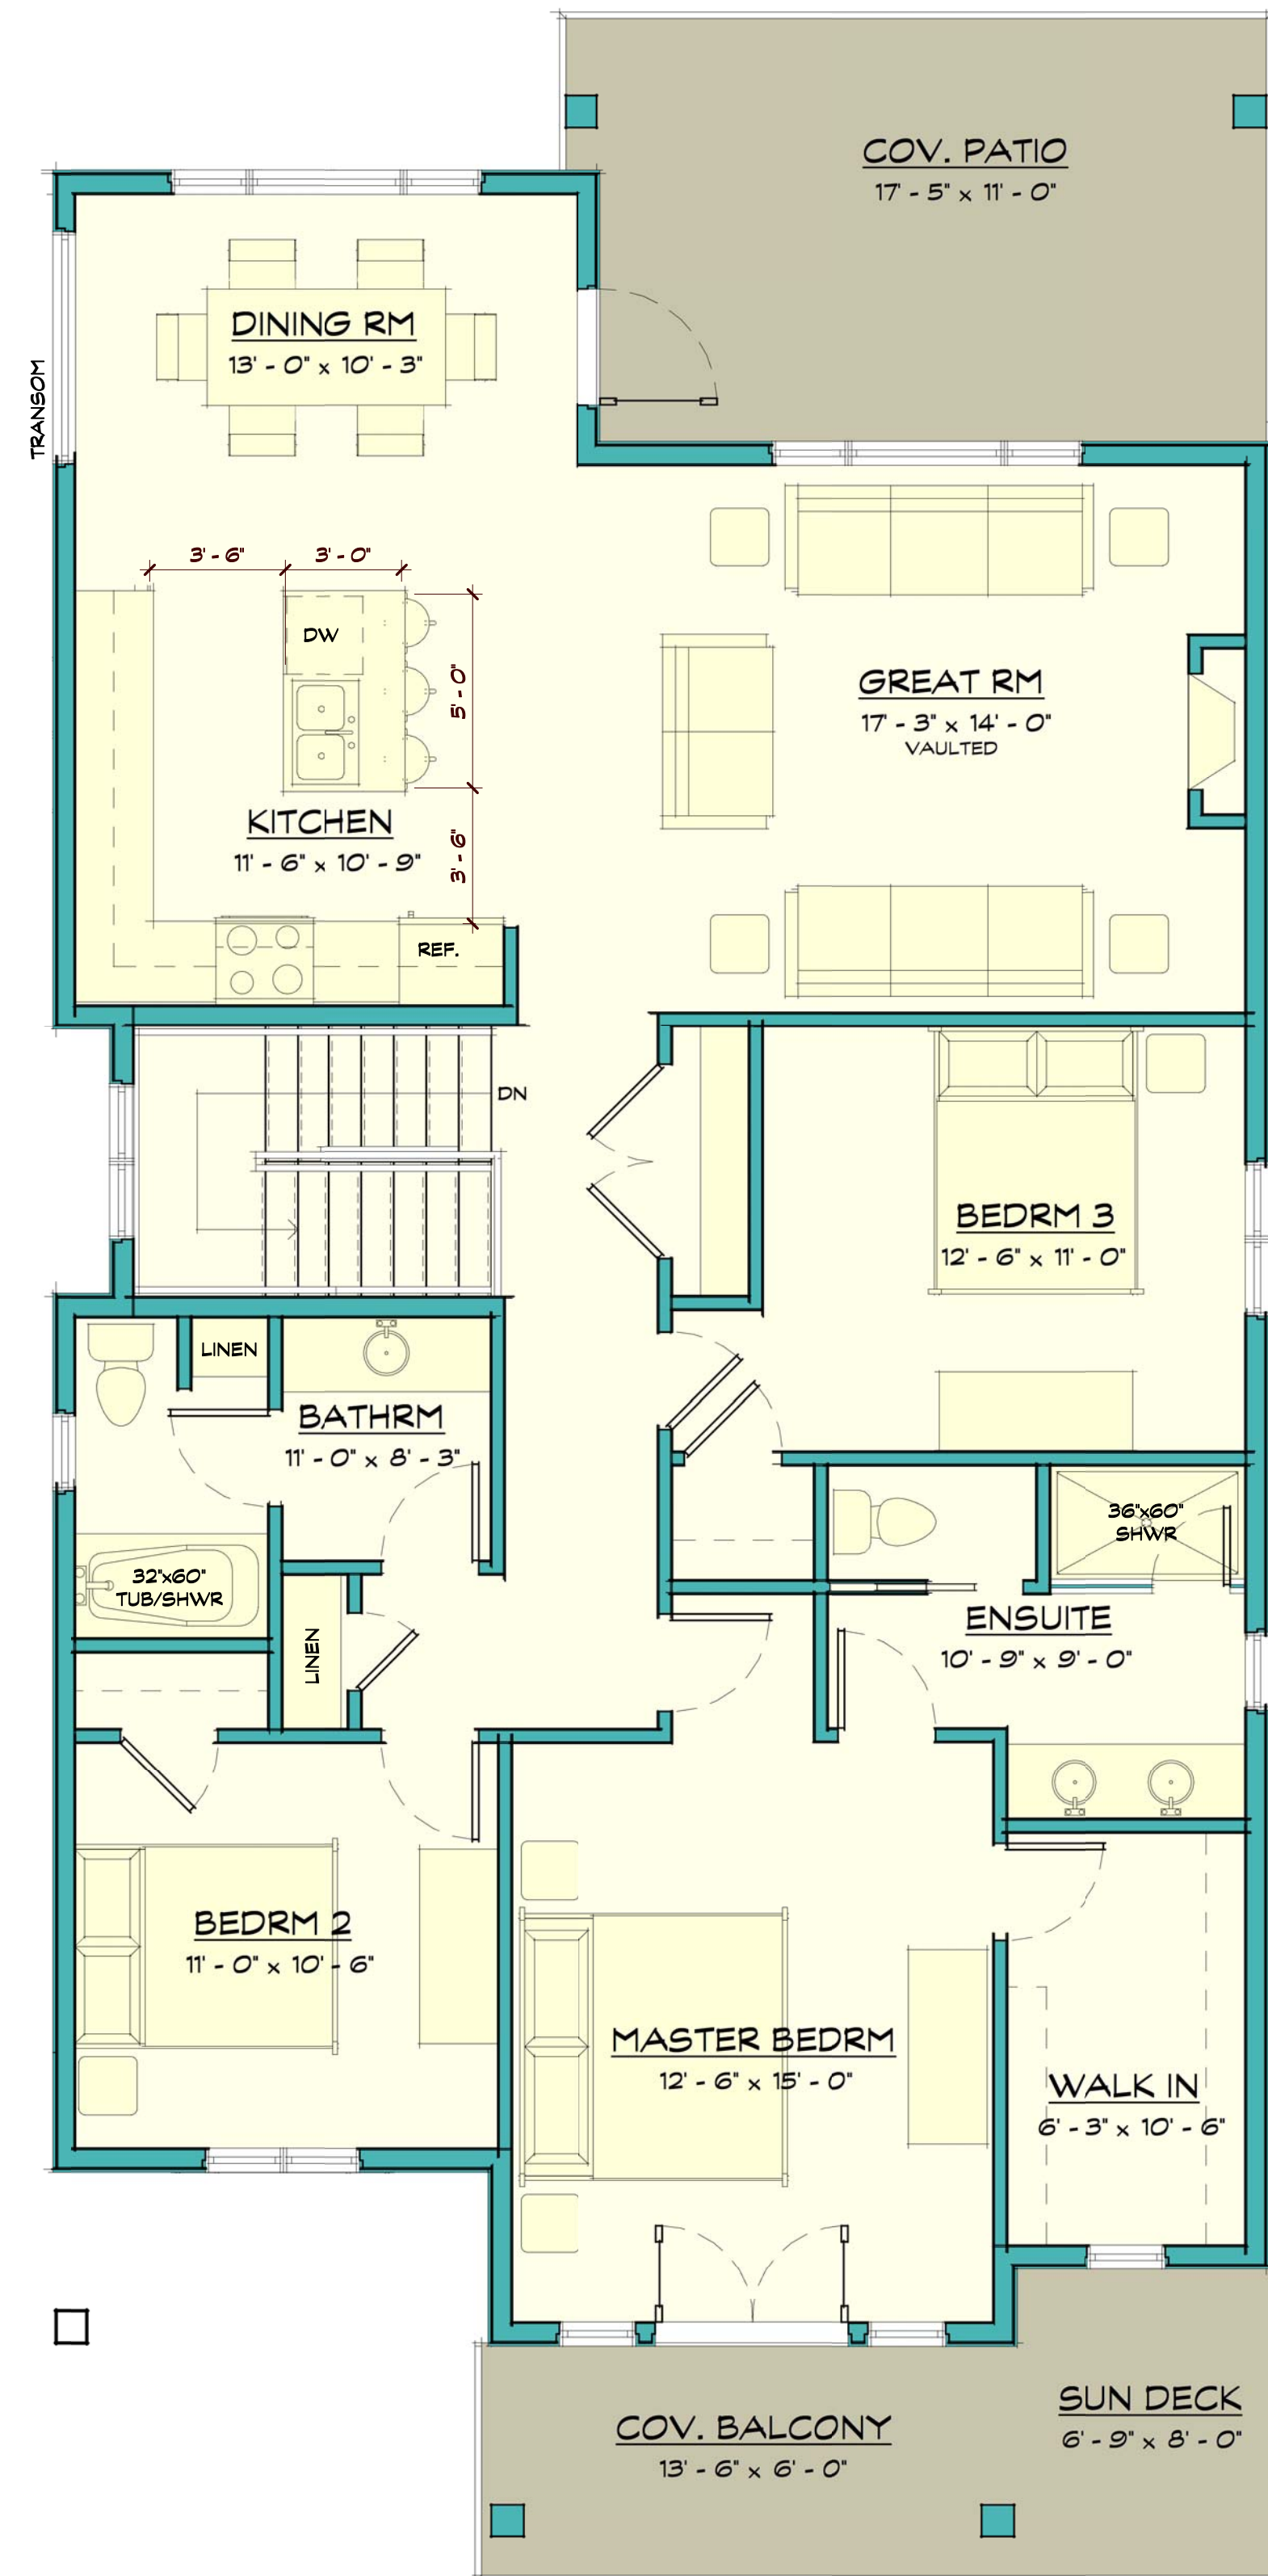 COV. PATIO
17' - 5" x 11' - 0"
DINING RM
13' - 0" x 10' - 3"
TRANSOM
3' - 6"
3' - 0"
DW
5' - 0"
GREAT RM
17' - 3" x 14' - 0"
VAULTED
KITCHEN
11' - 6" x 10' - 9"
3' - 6"
REF.
DN
BEDRM 3
12' - 6" x 11' - 0"
LINEN
BATHRM
11' - 0" x 8' - 3"
36"x60"
SHWR
32"x60"
TUB/SHWR
LINEN
ENSUITE
10' - 9" x 9' - 0"
BEDRM 2
11' - 0" x 10' - 6"
MASTER BEDRM
12' - 6" x 15' - 0"
WALK IN
6' - 3" x 10' - 6"
SUN DECK
6' - 9" x 8' - 0"
COV. BALCONY
13' - 6" x 6' - 0"